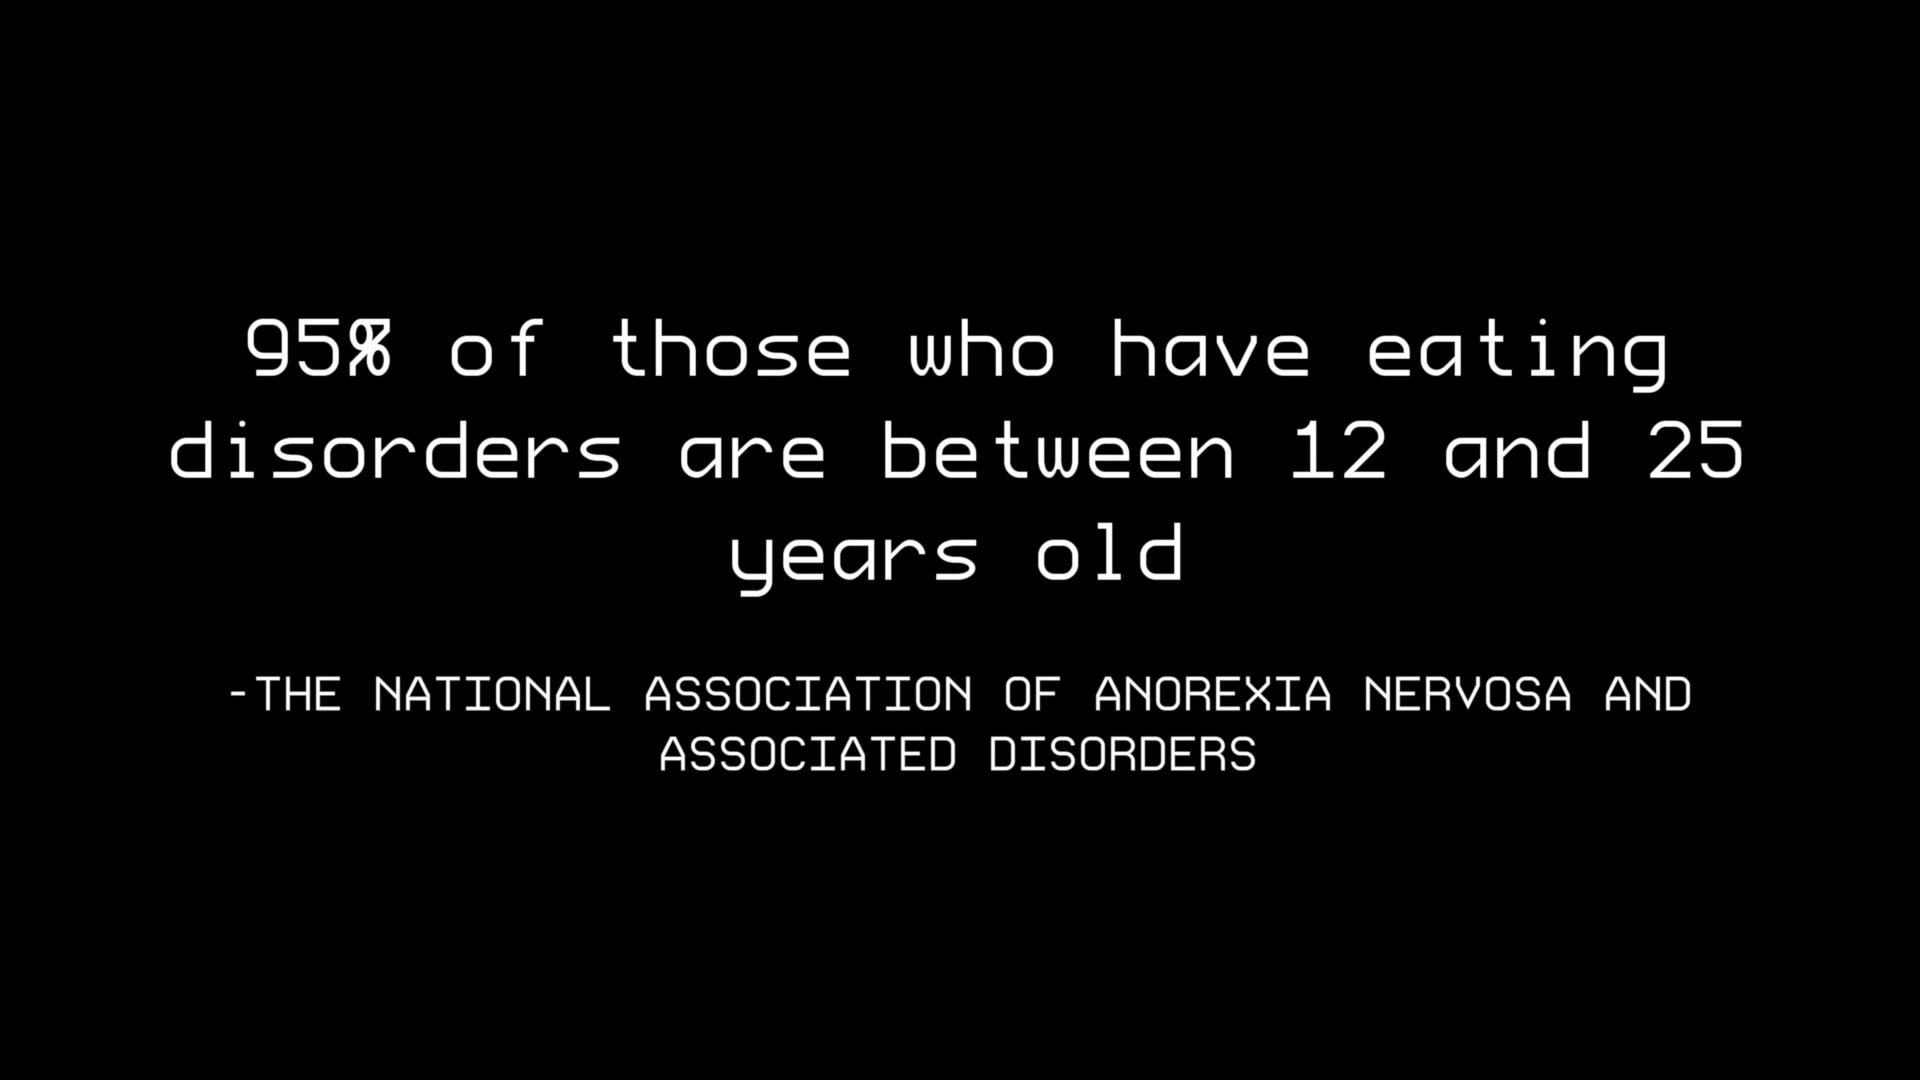 95% of those who have eating
disorders are between 12 and 25
years old
-THE NATIONAL ASSOCIATION OF ANOREXIA NERVOSA AND
ASSOCIATED DISORDERS